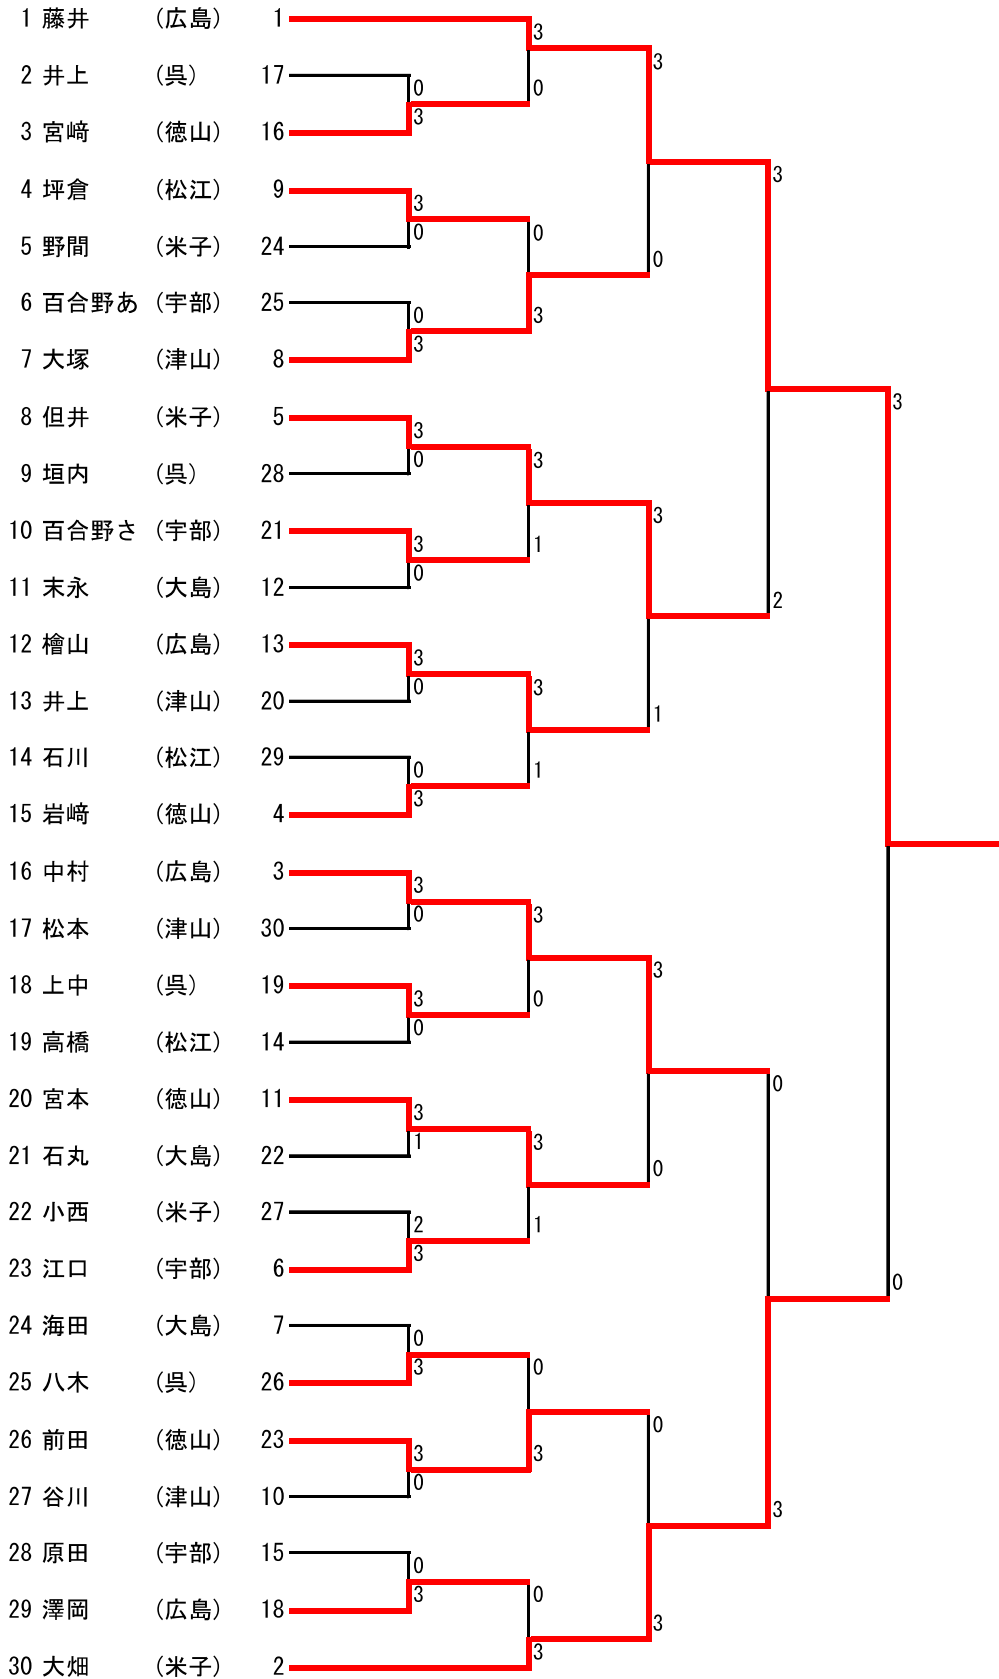 1 藤井 (広島) 1
3
3
2 井上 (呉) 17
0
0
3 宮﨑 (徳山) 16
3
3
4 坪倉 (松江) 9
3
0
5 野間 (米子) 24
0
0
6 百合野あ (宇部) 25
0
3
7 大塚 (津山) 8
3
3
8 但井 (米子) 5
3
3
9 垣内 (呉) 28
0
3
10 百合野さ (宇部) 21
3
1
11 末永 (大島) 12
0
2
12 檜山 (広島) 13
3
3
13 井上 (津山) 20
0
1
14 石川 (松江) 29
0
1
15 岩﨑 (徳山) 4
3
16 中村 (広島) 3
3
3
17 松本 (津山) 30
0
3
18 上中 (呉) 19
3
0
19 高橋 (松江) 14
0
0
20 宮本 (徳山) 11
3
3
21 石丸 (大島) 22
1
0
22 小西 (米子) 27
2
1
23 江口 (宇部) 6
3
0
24 海田 (大島) 7
0
0
25 八木 (呉) 26
3
0
26 前田 (徳山) 23
3
3
27 谷川 (津山) 10
0
3
28 原田 (宇部) 15
0
0
29 澤岡 (広島) 18
3
3
30 大畑 (米子) 2
3